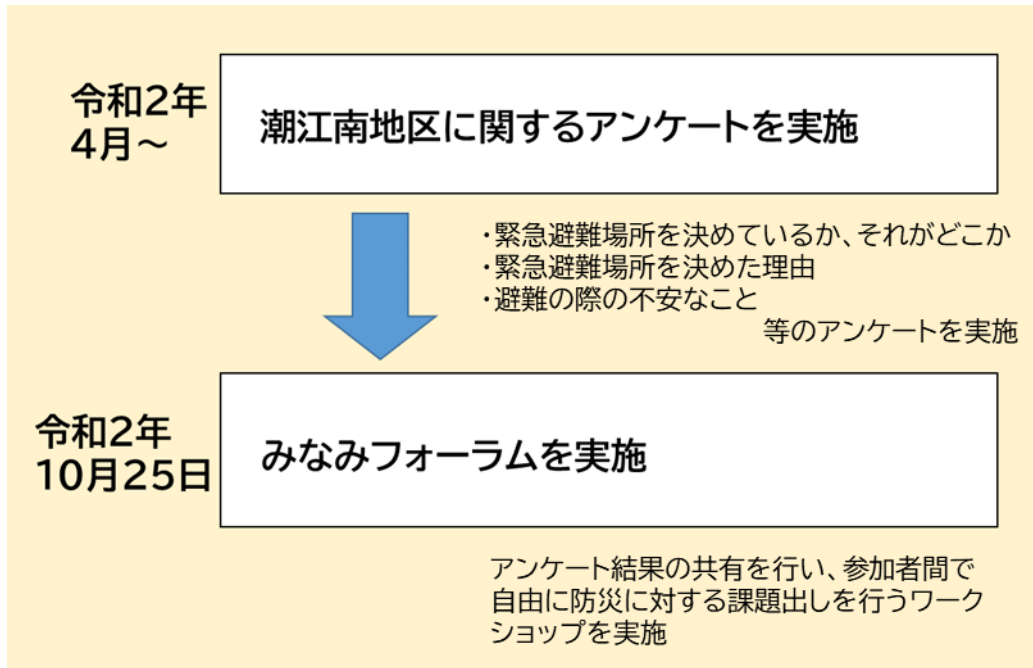 令和2年
4月～
潮江南地区に関するアンケートを実施
・緊急避難場所を決めているか、それがどこか
・緊急避難場所を決めた理由
・避難の際の不安なこと
等のアンケートを実施
令和2年
10月25日
みなみフォーラムを実施
アンケート結果の共有を行い、参加者間で
自由に防災に対する課題出しを行うワーク
ショップを実施